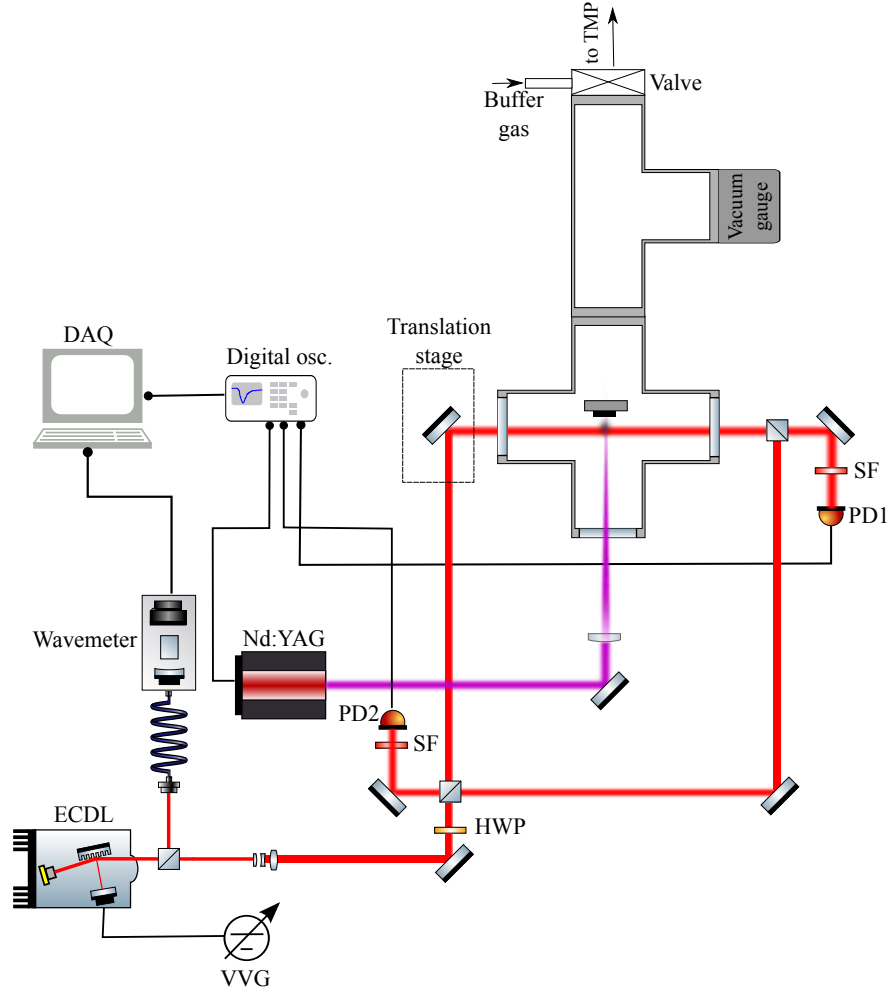 to TMP
Valve
Buffer
gas
Vacuum
gauge
Translation
stage
DAQ
Digital osc.
SF
PD1
Wavemeter
Nd:YAG
PD2
SF
ECDL
HWP
VVG